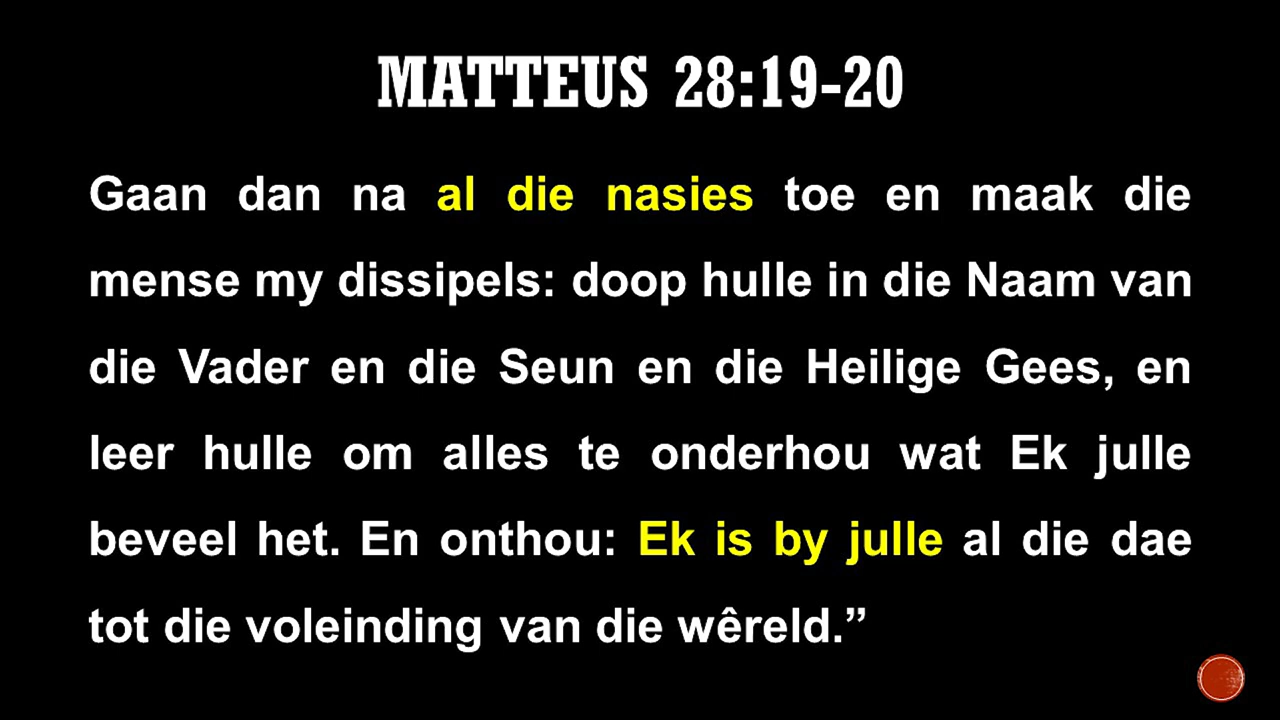 MATTEUS 28:19-20
Gaan dan na al die nasies toe en maak die
mense my dissipels: doop hulle in die Naam van
die Vader en die Seun en die Heilige Gees, en
leer hulle om alles te onderhou wat Ek julle
beveel het. En onthou: Ek is by julle al die dae
tot die voleinding van die wêreld.”